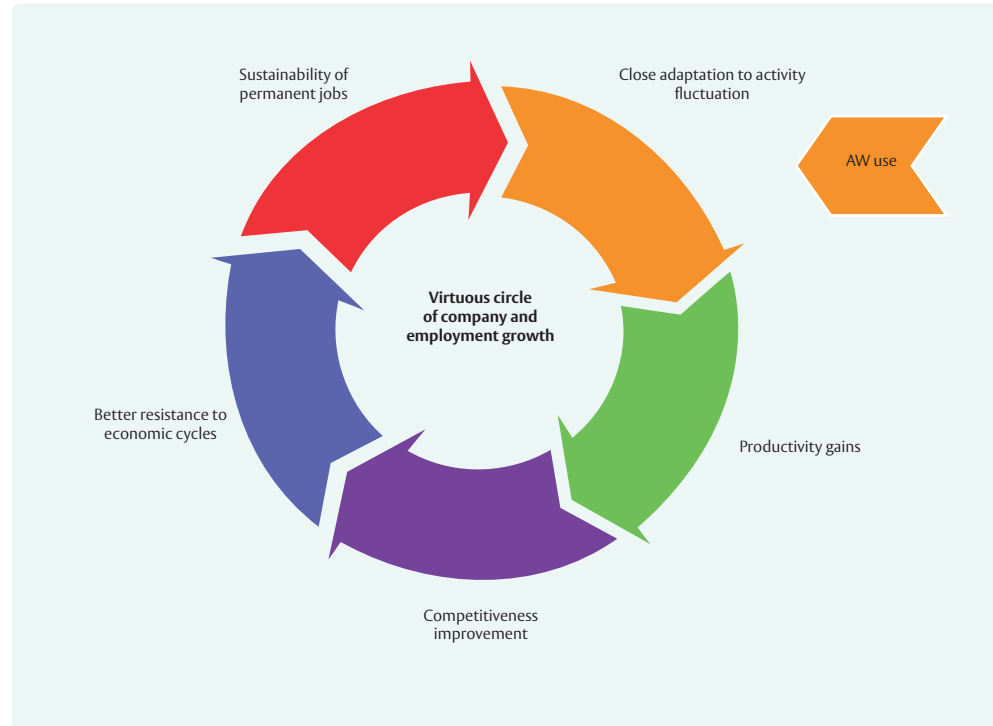 Sustainability of
permanent jobs
Close adaptation to activity
fluctuation
AW use
Virtuous circle
of company and
employment growth
Better resistance to
economic cycles
Productivity gains
Competitiveness
improvement